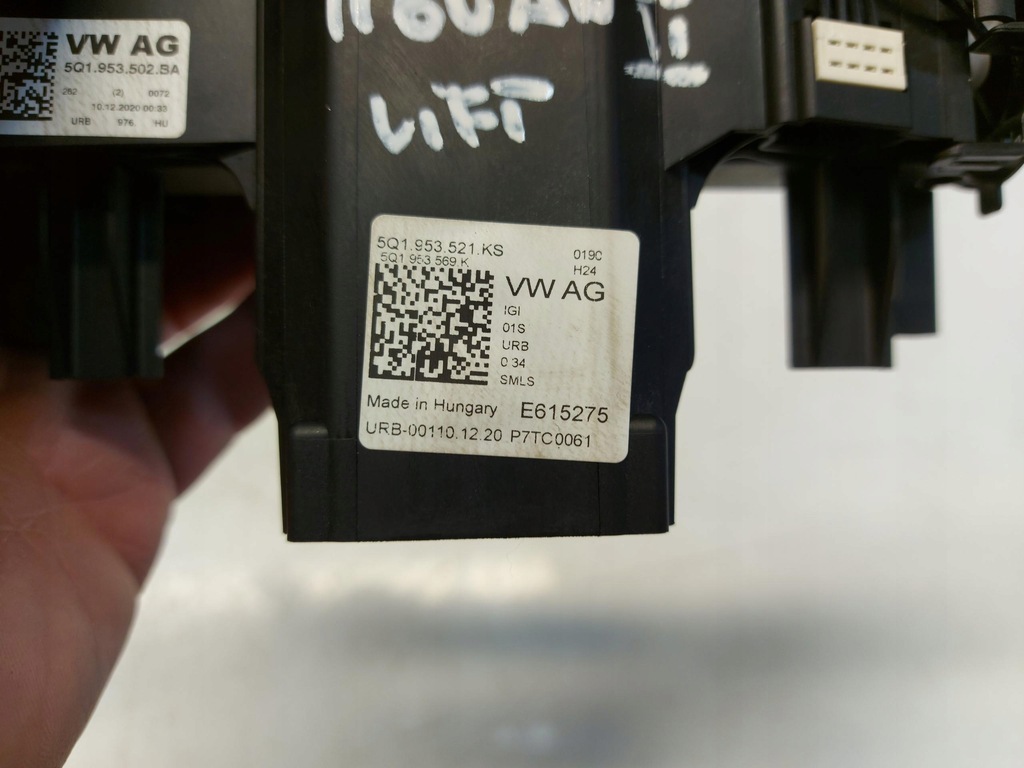 VW AG
5Q1.953.502.BA
262 (2) 0072
10.12.2020 00:33
URB 976 HU
LIFT
5Q1.953.521.KS 019C
5Q1.953.569.K H24
VW AG
IGI
01S
URB
0.34
SMLS
Made in Hungary E615275
URB-00110.12.20 P7TC0061